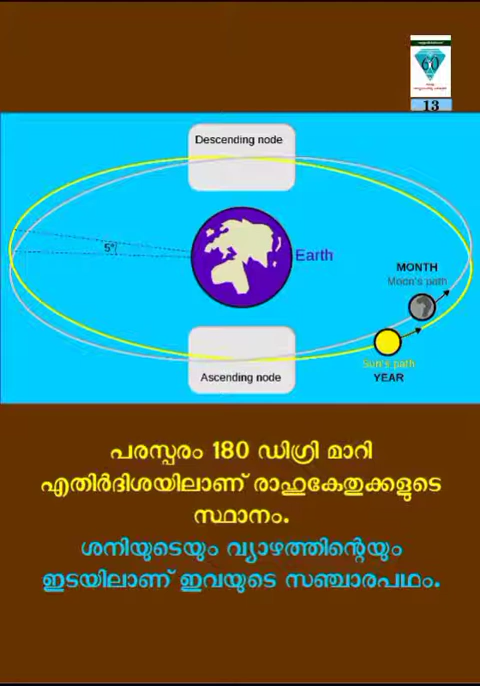 60
13
Descending node
5°
Earth
MONTH
Moon's path
Sun's path
YEAR
Ascending node
പരസ്പരം 180 ഡിഗ്രി മാറി
എതിർദിശയിലാണ് രാഹുകേതുക്കളുടെ
സ്ഥാനം.
ശനിയുടെയും വ്യാഴത്തിന്റെയും
ഇടയിലാണ് ഇവയുടെ സഞ്ചാരപഥം.